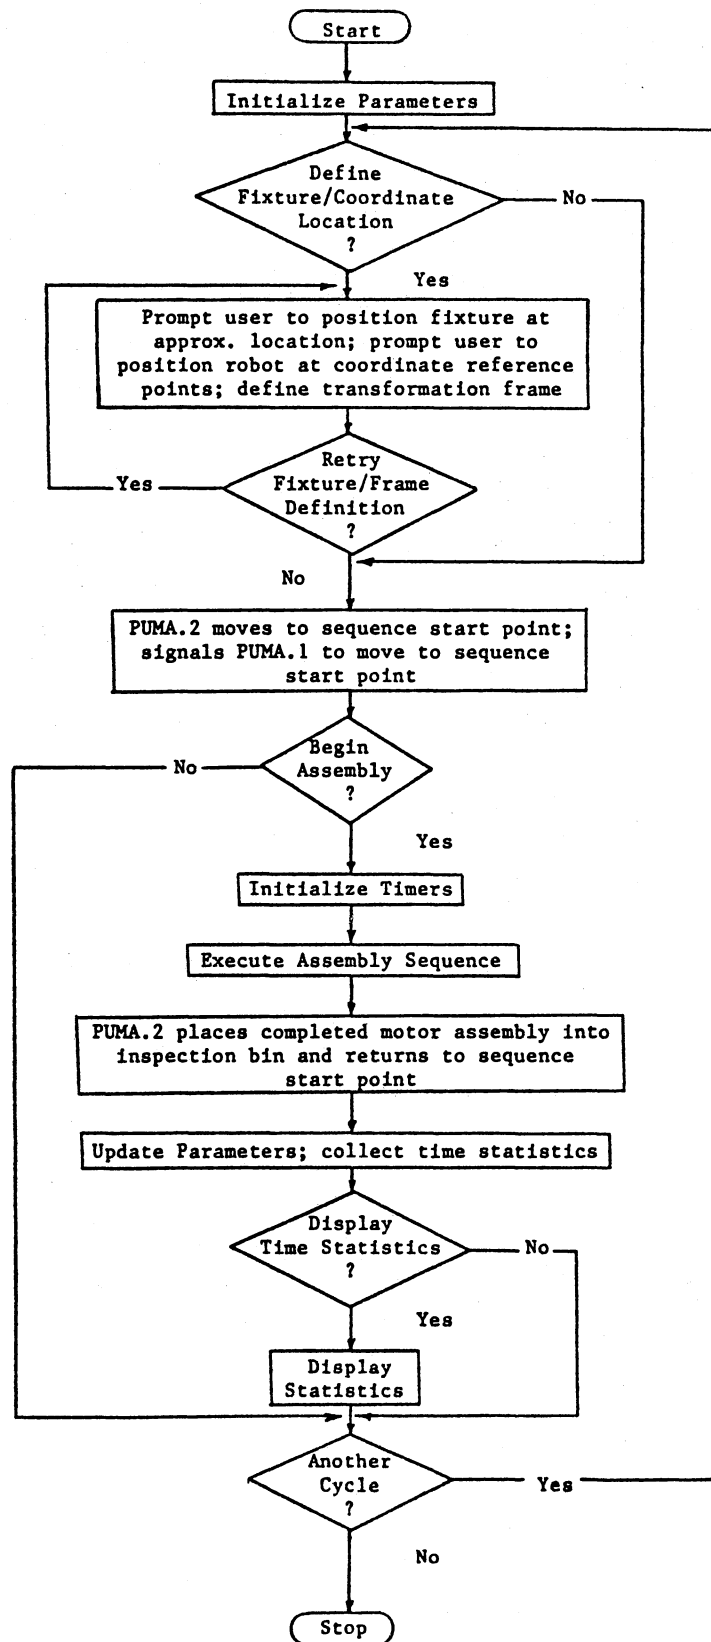 Start
Initialize Parameters
Define
Fixture/Coordinate
Location
?
No
Yes
Prompt user to position fixture at
approx. location; prompt user to
position robot at coordinate reference
points; define transformation frame
Retry
Fixture/Frame
Definition
?
Yes
No
PUMA.2 moves to sequence start point;
signals PUMA.1 to move to sequence
start point
Begin
Assembly
?
No
Yes
Initialize Timers
Execute Assembly Sequence
PUMA.2 places completed motor assembly into
inspection bin and returns to sequence
start point
Update Parameters; collect time statistics
Display
Time Statistics
?
No
Yes
Display
Statistics
Another
Cycle
?
Yes
No
Stop